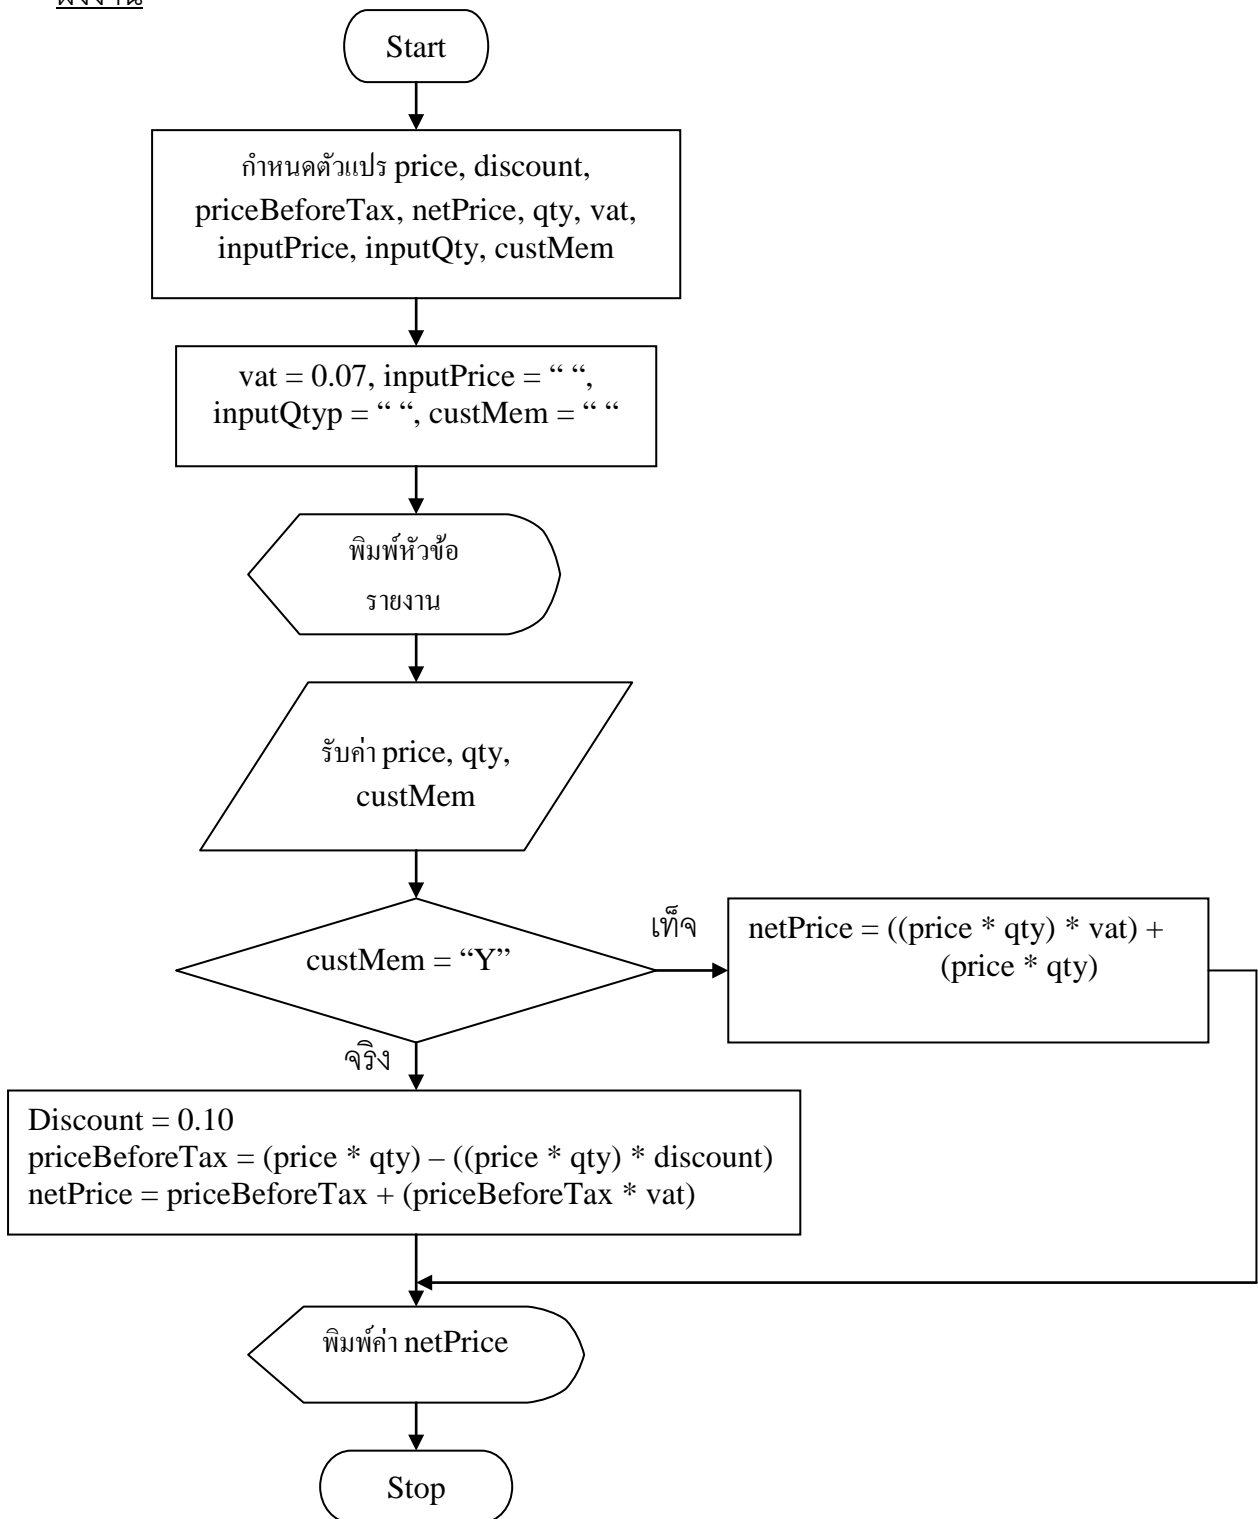 ผังงาน
Start
กำหนดตัวแปร price, discount,
priceBeforeTax, netPrice, qty, vat,
inputPrice, inputQty, custMem
vat = 0.07, inputPrice = “ “,
inputQtyp = “ “, custMem = “ “
พิมพ์หัวข้อ
รายงาน
รับค่า price, qty,
custMem
custMem = “Y”
เท็จ
netPrice = ((price * qty) * vat) +
(price * qty)
จริง
Discount = 0.10
priceBeforeTax = (price * qty) – ((price * qty) * discount)
netPrice = priceBeforeTax + (priceBeforeTax * vat)
พิมพ์ค่า netPrice
Stop